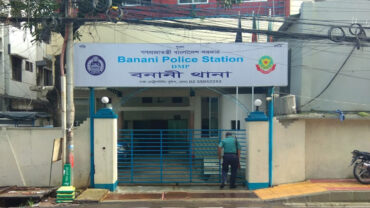 গণপ্রজাতন্ত্রী বাংলাদেশ সরকার
Banani Police Station
DMP
বনানী থানা